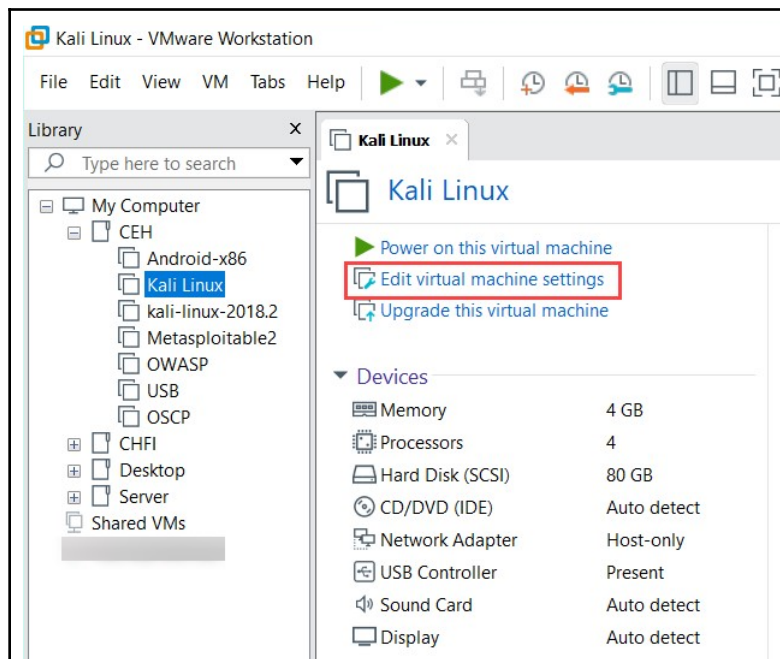 Kali Linux - VMware Workstation
File Edit View VM Tabs Help
Library X
Type here to search
My Computer
CEH
Android-x86
Kali Linux
kali-linux-2018.2
Metasploitable2
OWASP
USB
OSCP
CHFI
Desktop
Server
Shared VMs
Kali Linux
Kali Linux
Power on this virtual machine
Edit virtual machine settings
Upgrade this virtual machine
Devices
Memory 4 GB
Processors 4
Hard Disk (SCSI) 80 GB
CD/DVD (IDE) Auto detect
Network Adapter Host-only
USB Controller Present
Sound Card Auto detect
Display Auto detect